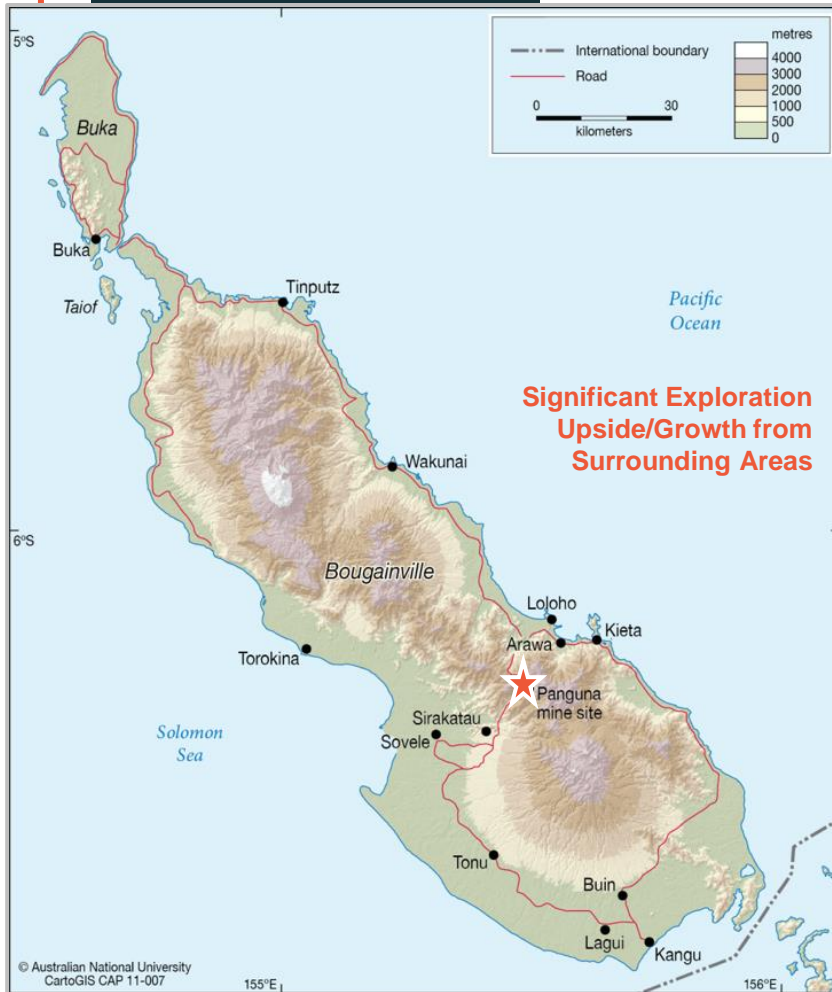 5°S
International boundary
Road
0 30
kilometers
metres
4000
3000
2000
1000
500
0
Buka
Buka
Taiof
Tinputz
Pacific
Ocean
Significant Exploration
Upside/Growth from
Surrounding Areas
Wakunai
6°S
Bougainville
Loloho
Kieta
Arawa
Torokina
Panguna
mine site
Sirakatau
Sovele
Solomon
Sea
Tonu
Buin
Lagui
Kangu
© Australian National University
CartoGIS CAP 11-007
155°E
156°E